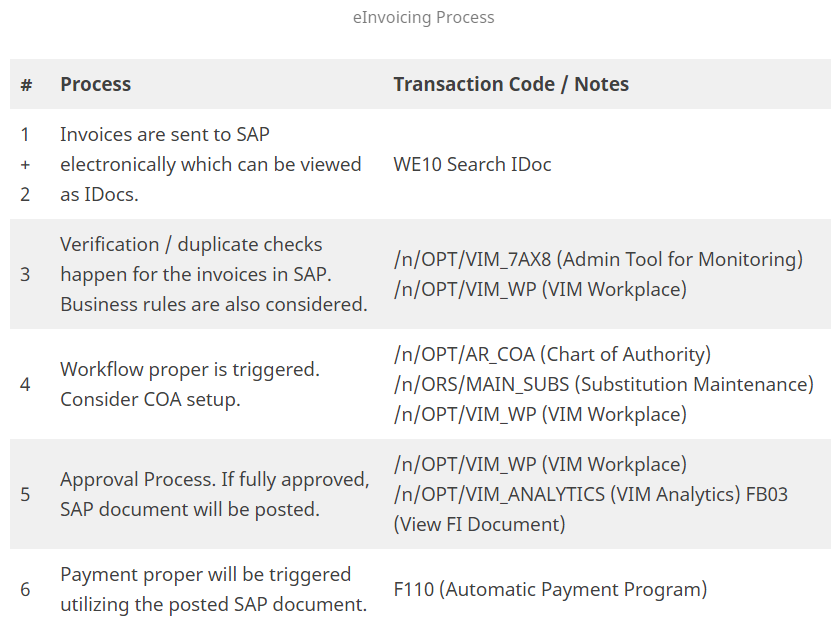 eInvoicing Process
# Process Transaction Code / Notes
1
+
2
Invoices are sent to SAP
electronically which can be viewed
as IDocs.
WE10 Search IDoc
3
Verification / duplicate checks
happen for the invoices in SAP.
Business rules are also considered.
/n/OPT/VIM_7AX8 (Admin Tool for Monitoring)
/n/OPT/VIM_WP (VIM Workplace)
4
Workflow proper is triggered.
Consider COA setup.
/n/OPT/AR_COA (Chart of Authority)
/n/ORS/MAIN_SUBS (Substitution Maintenance)
/n/OPT/VIM_WP (VIM Workplace)
5
Approval Process. If fully approved,
SAP document will be posted.
/n/OPT/VIM_WP (VIM Workplace)
/n/OPT/VIM_ANALYTICS (VIM Analytics) FB03
(View FI Document)
6
Payment proper will be triggered
utilizing the posted SAP document.
F110 (Automatic Payment Program)